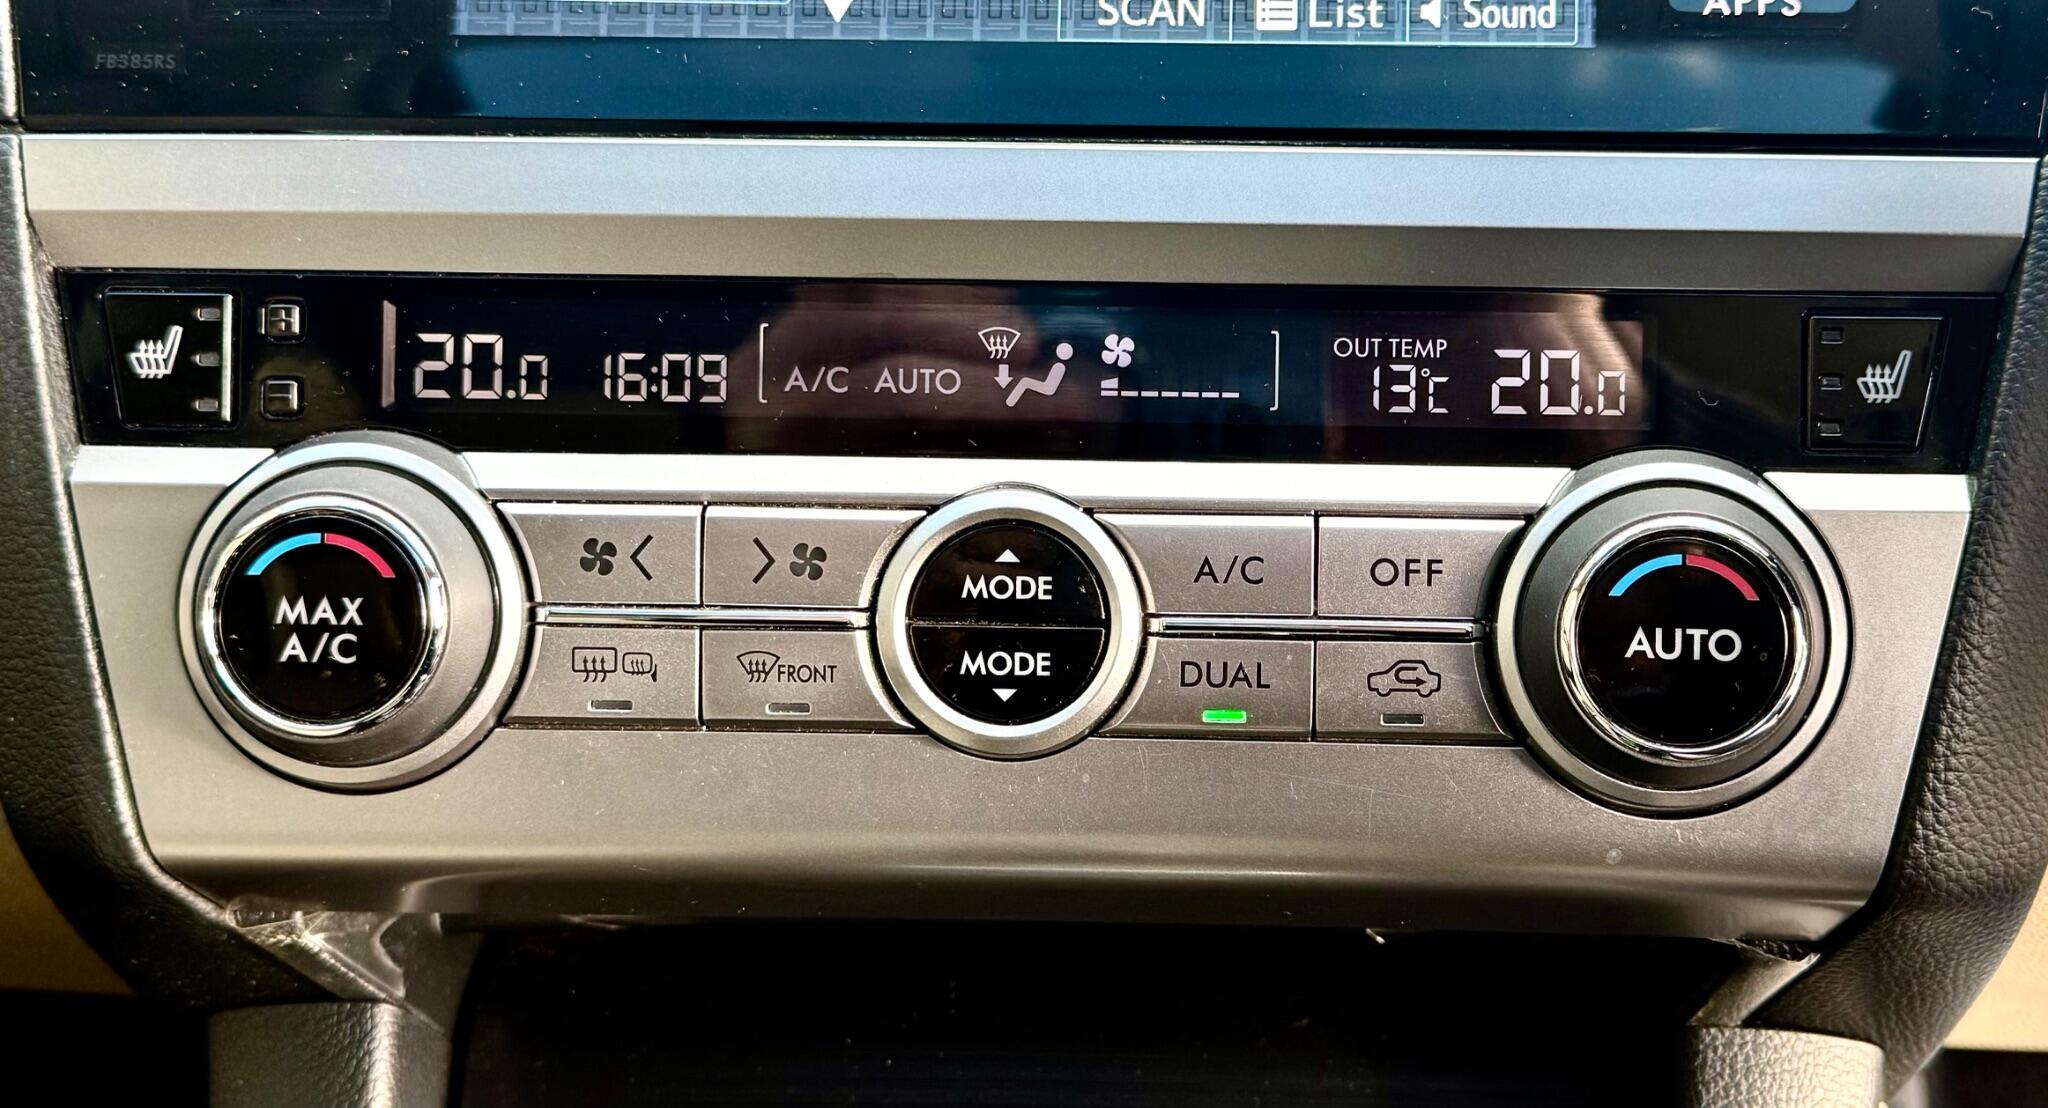 SCAN List Sound
APPS
FB385RS
H
M
20.0 16:09 A/C AUTO
OUT TEMP
13°C 20.0
MAX
A/C
MODE
MODE
A/C OFF
FRONT
DUAL
AUTO